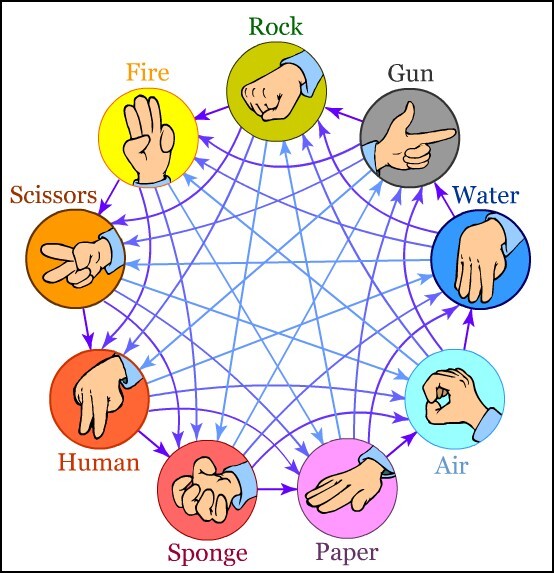 Rock
Fire
Gun
Scissors
Water
Human
Air
Sponge
Paper